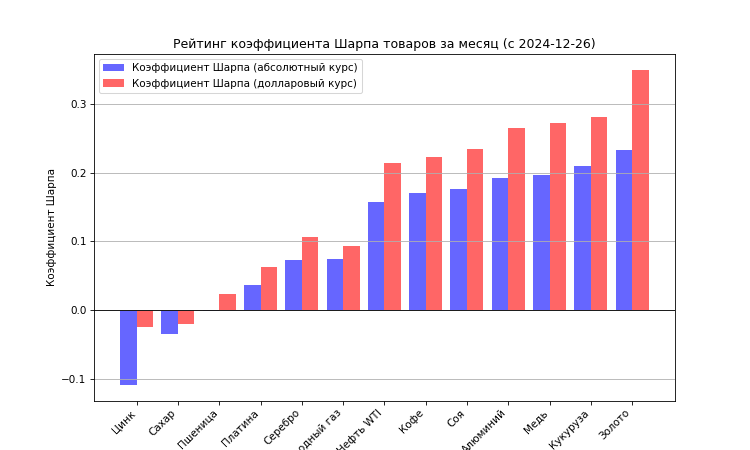 Рейтинг коэффициента Шарпа товаров за месяц (с 2024-12-26)
Коэффициент Шарпа (абсолютный курс)
Коэффициент Шарпа (долларовый курс)
Коэффициент Шарпа
0.3
0.2
0.1
0.0
−0.1
Цинк
Сахар
Пшеница
Платина
Серебро
газ
Нефть WTI
Кофе
Соя
Алюминий
Медь
Кукуруза
Золото